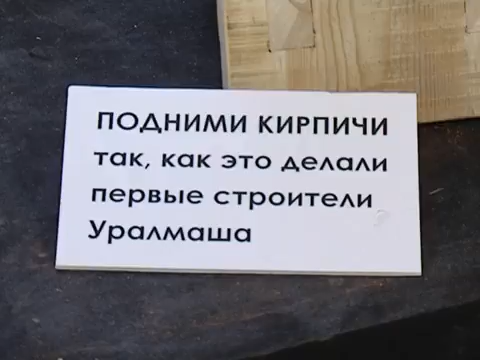 ПОДНИМИ КИРПИЧИ
так, как это делали
первые строители
Уралмаша